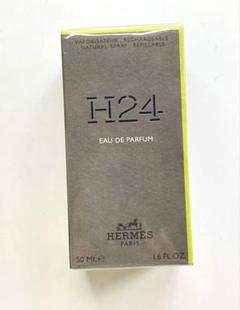 VAPORISATEUR RECHARGEABLE
NATURAL SPRAY REFILLABLE
H24
EAU DE PARFUM
HERMÈS
PARIS
50 ML ℮ 1.6 FL.OZ.